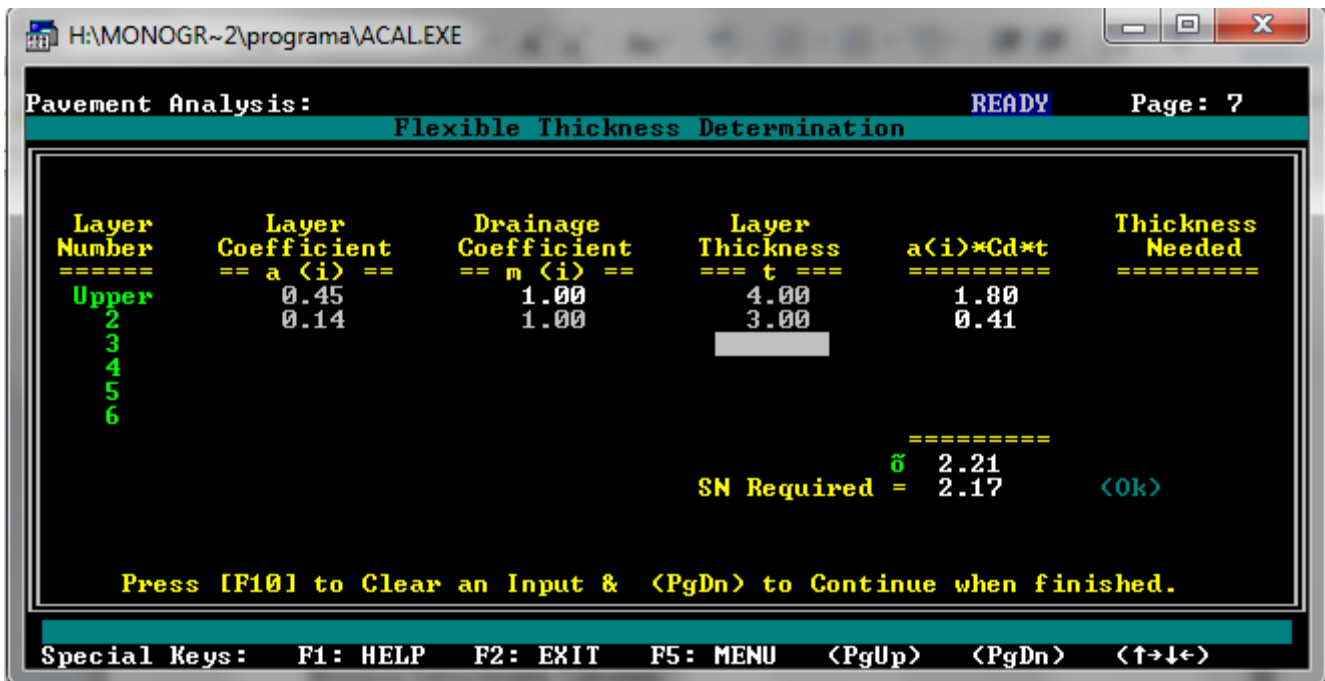 H:\MONOGR~2\programa\ACAL.EXE
Pavement Analysis: READY Page: 7
Flexible Thickness Determination
Layer Layer Drainage Layer Thickness
Number Coefficient Coefficient Thickness a(i)*Cd*t Needed
====== == a (i) == == m (i) == === t === ========= =========
Upper 0.45 1.00 4.00 1.80
2 0.14 1.00 3.00 0.41
3
4
5
6
=========
õ 2.21
SN Required = 2.17 (Ok)
Press [F10] to Clear an Input & (PgDn) to Continue when finished.
Special Keys: F1: HELP F2: EXIT F5: MENU (PgUp) (PgDn) (↑→↓←)